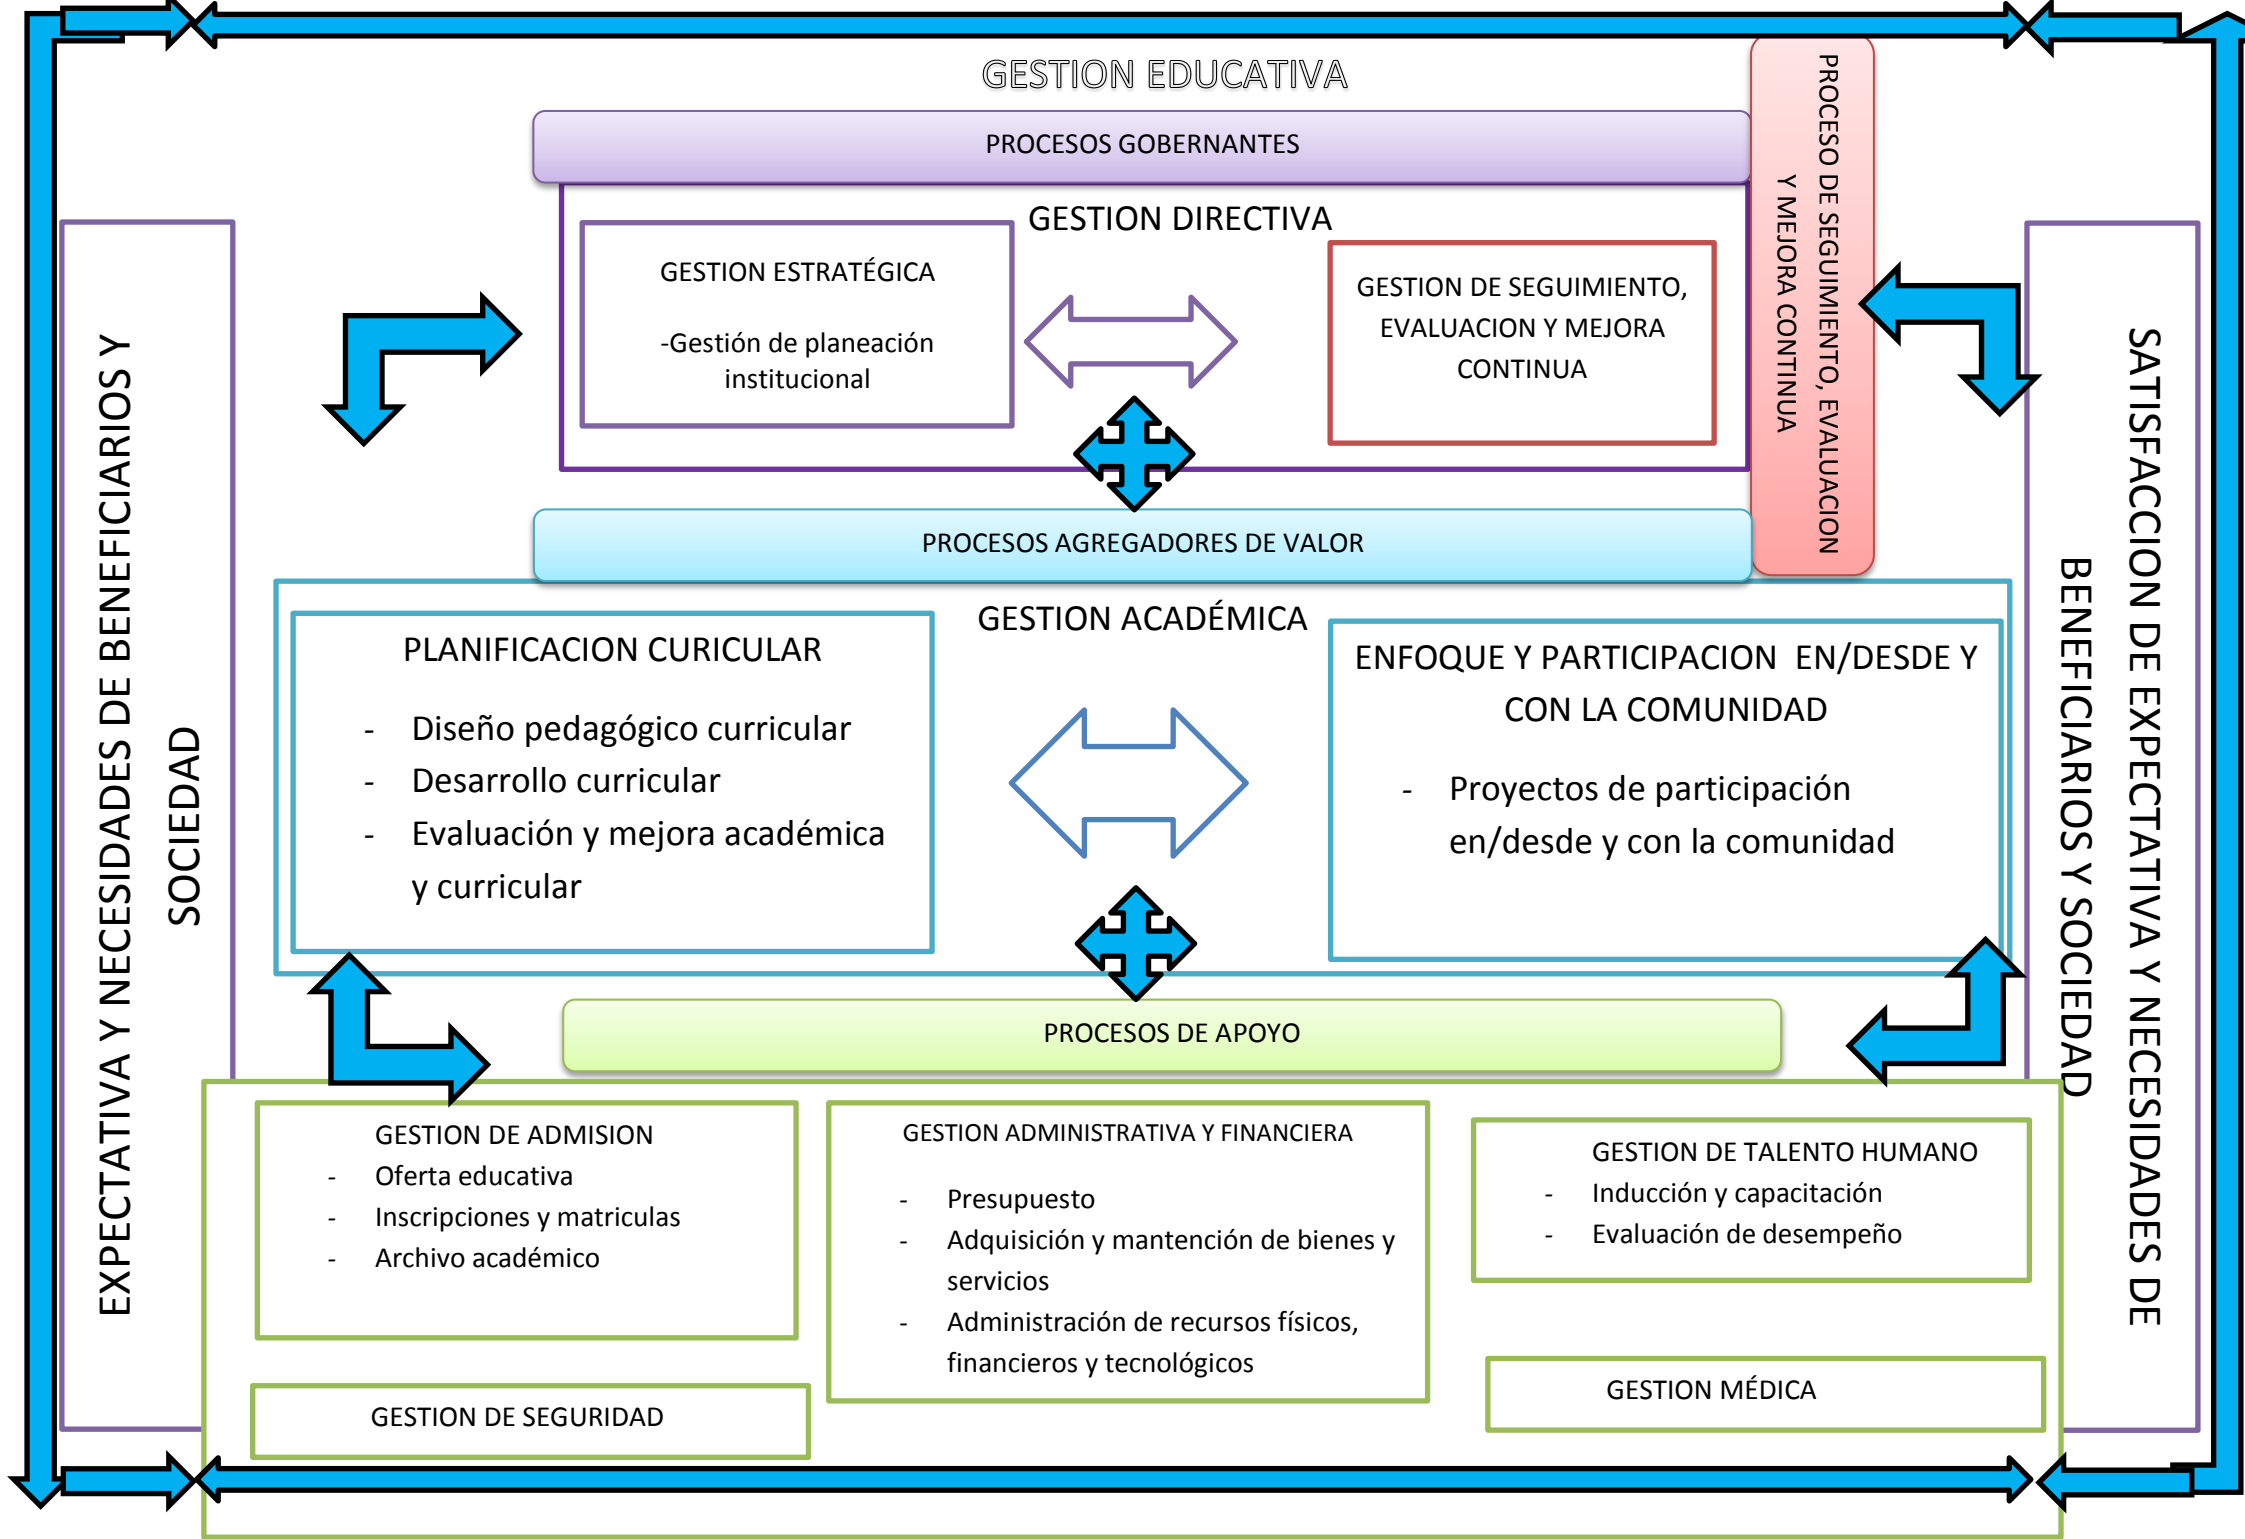 GESTION EDUCATIVA
PROCESOS GOBERNANTES
PROCESO DE SEGUIMIENTO, EVALUACION
Y MEJORA CONTINUA
GESTION DIRECTIVA
GESTION ESTRATÉGICA
-Gestión de planeación
institucional
GESTION DE SEGUIMIENTO,
EVALUACION Y MEJORA
CONTINUA
EXPECTATIVA Y NECESIDADES DE BENEFICIARIOS Y
SOCIEDAD
SATISFACCION DE EXPECTATIVA Y NECESIDADES DE
BENEFICIARIOS Y SOCIEDAD
PROCESOS AGREGADORES DE VALOR
GESTION ACADÉMICA
PLANIFICACION CURICULAR
- Diseño pedagógico curricular
- Desarrollo curricular
- Evaluación y mejora académica
y curricular
ENFOQUE Y PARTICIPACION EN/DESDE Y
CON LA COMUNIDAD
- Proyectos de participación
en/desde y con la comunidad
PROCESOS DE APOYO
GESTION DE ADMISION
- Oferta educativa
- Inscripciones y matriculas
- Archivo académico
GESTION ADMINISTRATIVA Y FINANCIERA
- Presupuesto
- Adquisición y mantención de bienes y
servicios
- Administración de recursos físicos,
financieros y tecnológicos
GESTION DE TALENTO HUMANO
- Inducción y capacitación
- Evaluación de desempeño
GESTION DE SEGURIDAD
GESTION MÉDICA